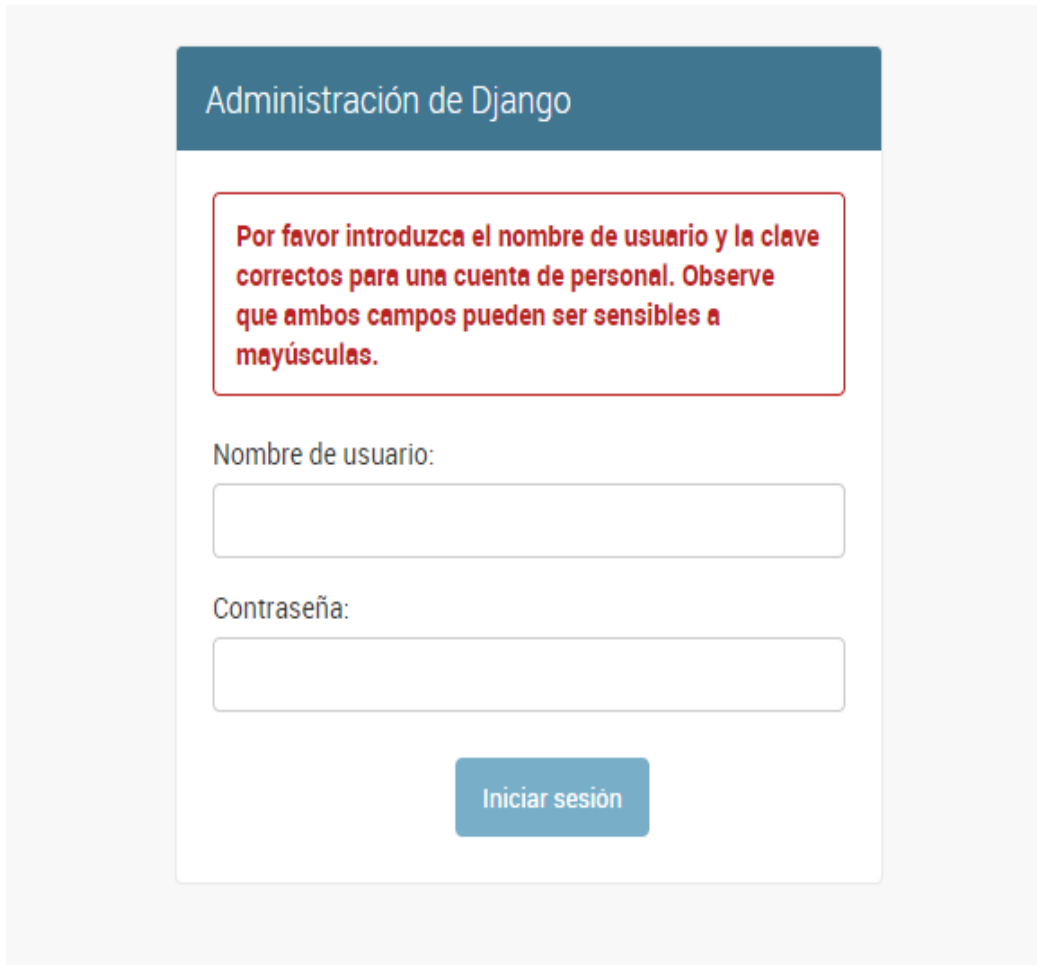 Administración de Django
Por favor introduzca el nombre de usuario y la clave
correctos para una cuenta de personal. Observe
que ambos campos pueden ser sensibles a
mayúsculas.
Nombre de usuario:
Contraseña:
Iniciar sesión